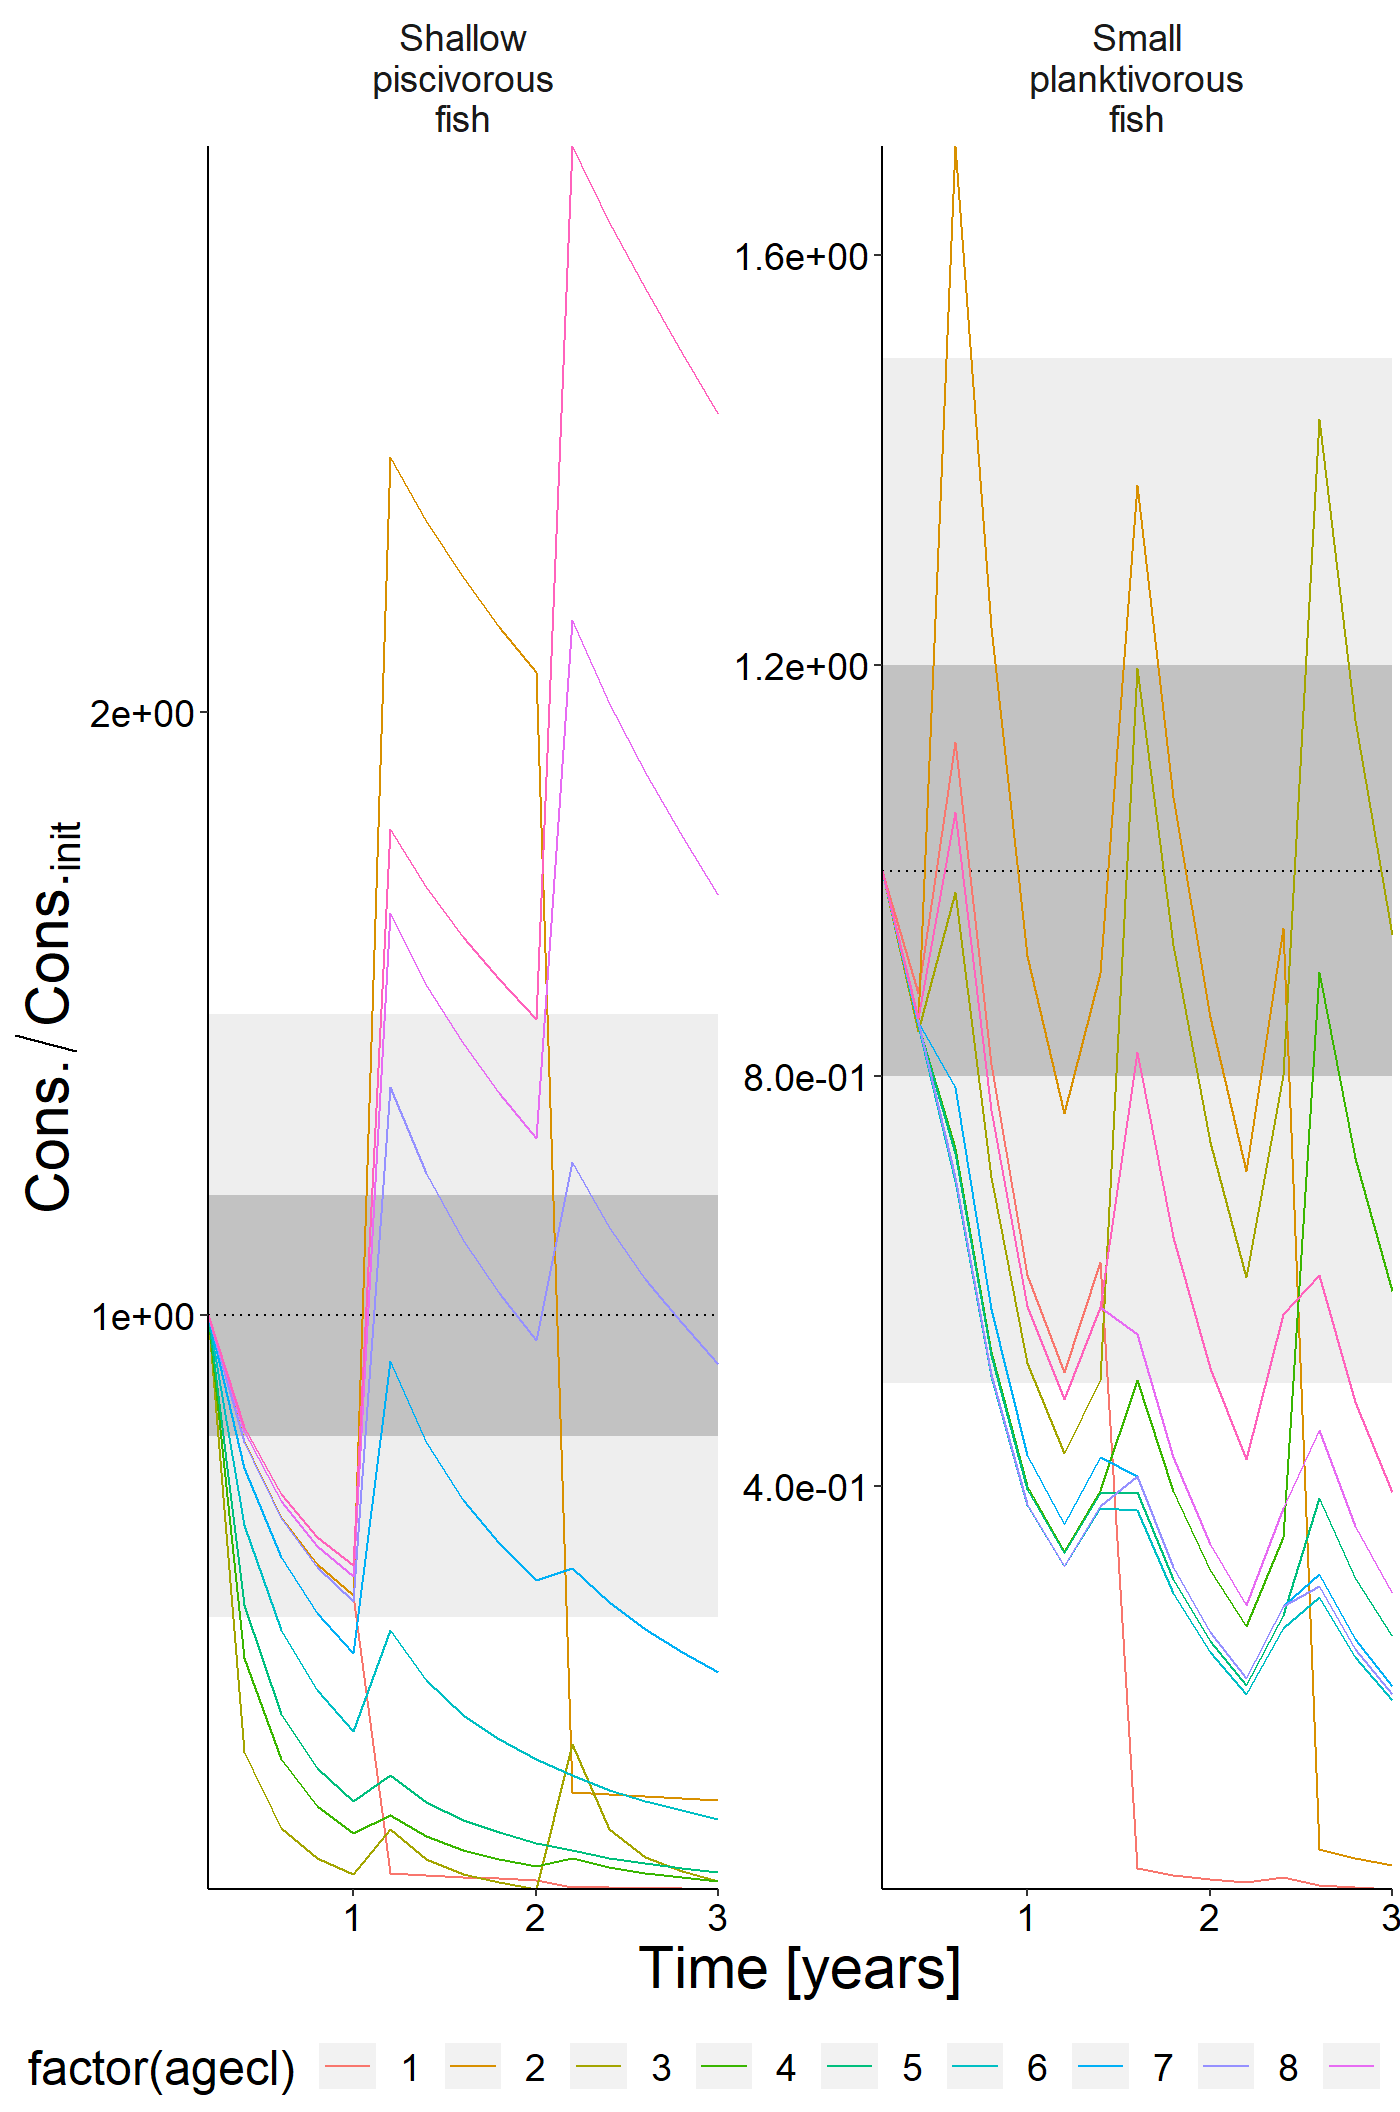 Shallow
piscivorous
fish
Small
planktivorous
fish
Cons. / Cons.init
2e+00
1e+00
1.6e+00
1.2e+00
8.0e-01
4.0e-01
1 2 3
1 2 3
Time [years]
factor(agecl) 1 2 3 4 5 6 7 8